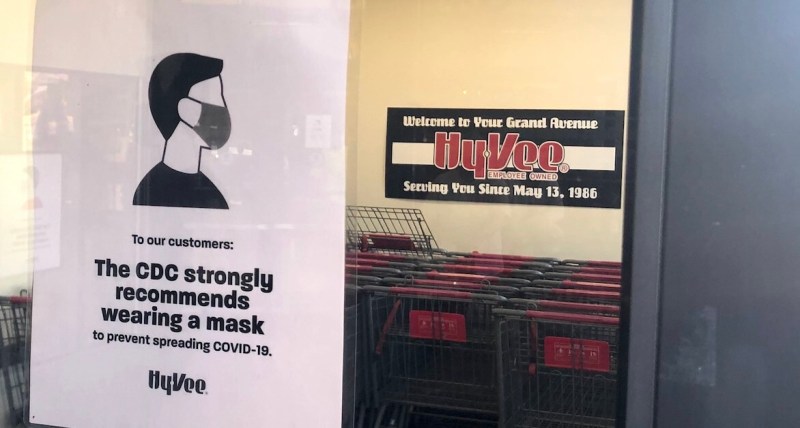 To our customers:
The CDC strongly
recommends
wearing a mask
to prevent spreading COVID-19.
HyVee
Welcome to Your Grand Avenue
HyVee®
EMPLOYEE OWNED
Serving You Since May 13, 1986